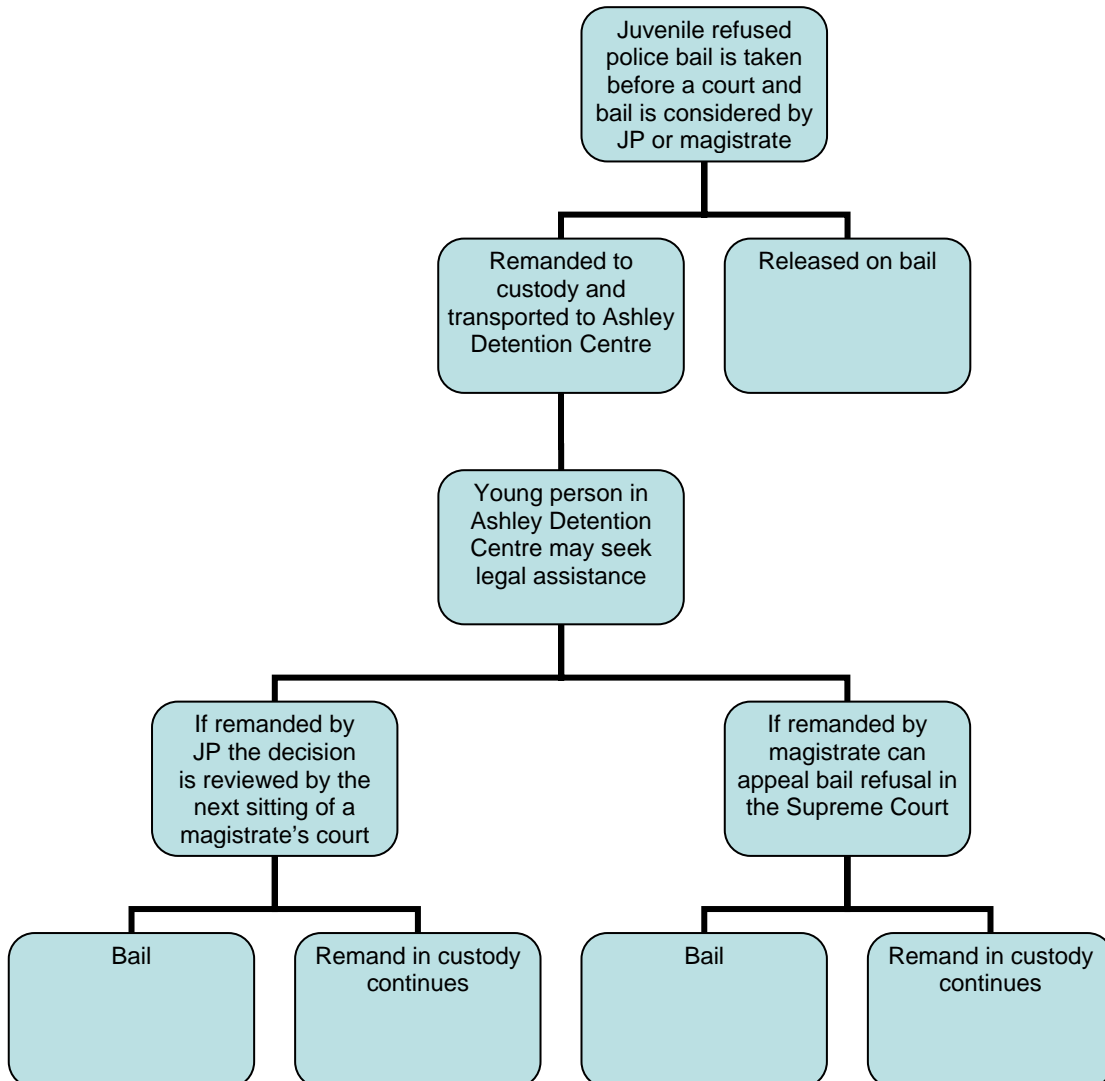 Juvenile refused
police bail is taken
before a court and
bail is considered by
JP or magistrate
Remanded to
custody and
transported to Ashley
Detention Centre
Released on bail
Young person in
Ashley Detention
Centre may seek
legal assistance
If remanded by
JP the decision
is reviewed by the
next sitting of a
magistrate’s court
If remanded by
magistrate can
appeal bail refusal in
the Supreme Court
Bail
Remand in custody
continues
Bail
Remand in custody
continues